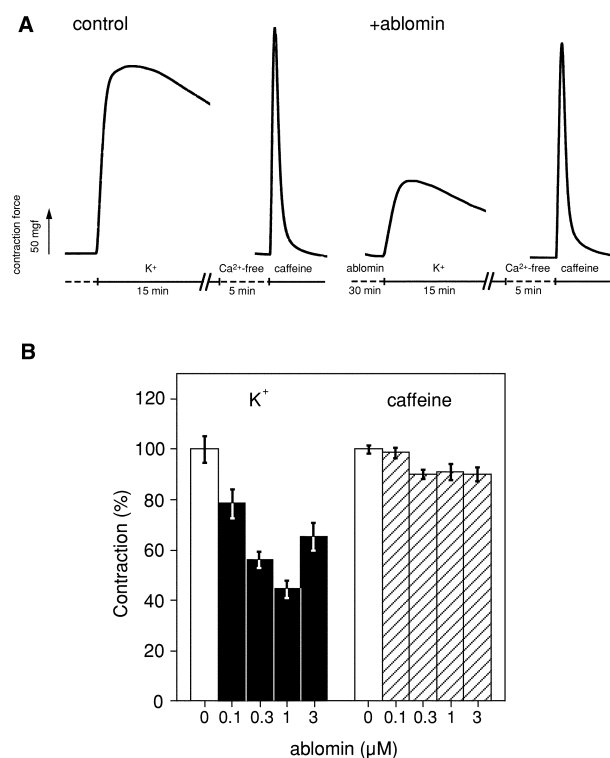 A
control
+ablomin
contraction force
50 mgf
K⁺
Ca²⁺-free
caffeine
15 min
5 min
ablomin
K⁺
Ca²⁺-free
caffeine
30 min
15 min
5 min
B
K⁺
caffeine
Contraction (%)
120
100
80
60
40
20
0
0 0.1 0.3 1 3
0 0.1 0.3 1 3
ablomin (µM)